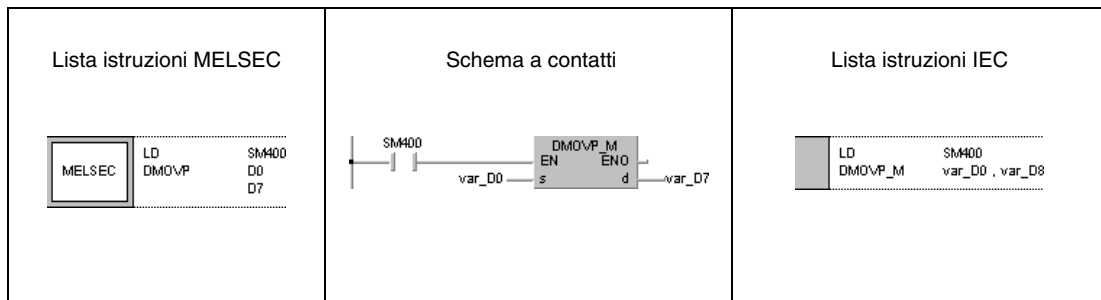 Lista istruzioni MELSEC
MELSEC
LD SM400
DMOVP D0
D7
Schema a contatti
SM400
DMOVP_M
EN ENO
var_D0 s d var_D7
Lista istruzioni IEC
LD SM400
DMOVP_M var_D0 , var_D8